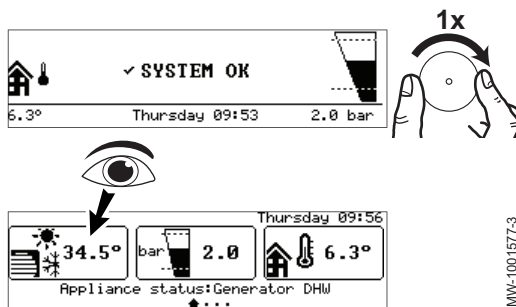 1x
✓ SYSTEM OK
6.3° Thursday 09:53 2.0 bar
Thursday 09:56
34.5° bar 2.0 6.3°
Appliance status:Generator DHW
MW-1001577-3